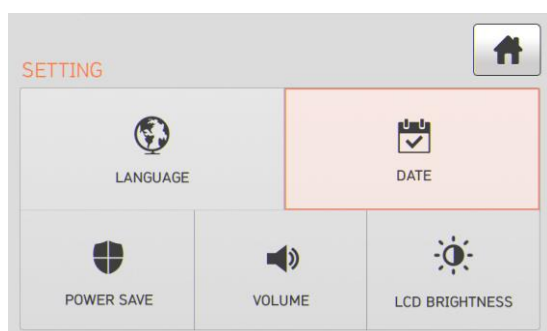 SETTING
LANGUAGE
DATE
POWER SAVE
VOLUME
LCD BRIGHTNESS